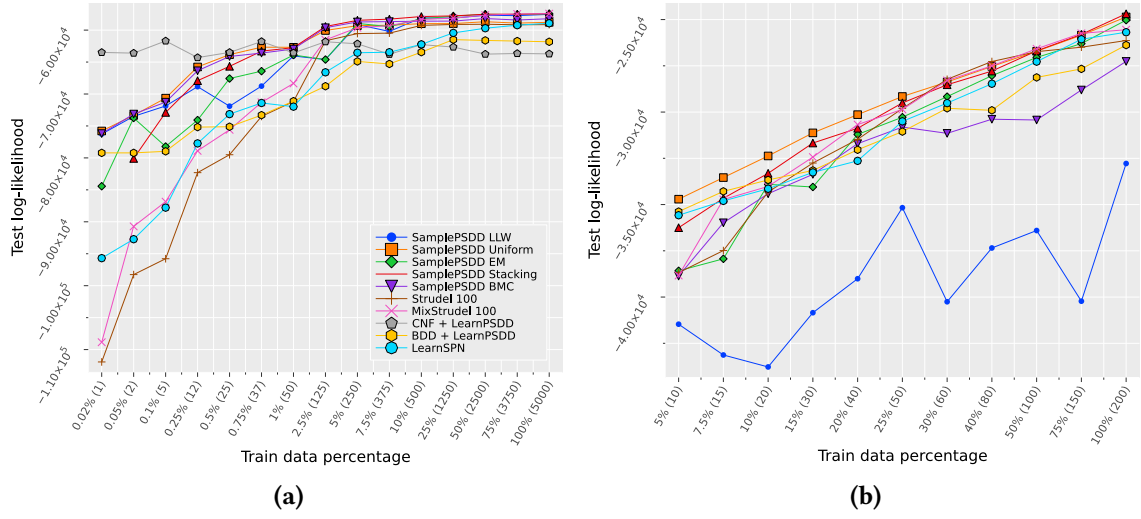 Test log-likelihood
−6.00×10⁴
−7.00×10⁴
−8.00×10⁴
−9.00×10⁴
−1.00×10⁵
−1.10×10⁵
SamplePSDD LLW
SamplePSDD Uniform
SamplePSDD EM
SamplePSDD Stacking
SamplePSDD BMC
Strudel 100
MixStrudel 100
CNF + LearnPSDD
BDD + LearnPSDD
LearnSPN
0.02% (1)
0.05% (2)
0.1% (5)
0.25% (12)
0.5% (25)
0.75% (37)
1% (50)
2.5% (125)
5% (250)
7.5% (375)
10% (500)
25% (1250)
50% (2500)
75% (3750)
100% (5000)
Train data percentage
(a)
Test log-likelihood
−2.50×10⁴
−3.00×10⁴
−3.50×10⁴
−4.00×10⁴
5% (10)
7.5% (15)
10% (20)
15% (30)
20% (40)
25% (50)
30% (60)
40% (80)
50% (100)
75% (150)
100% (200)
Train data percentage
(b)